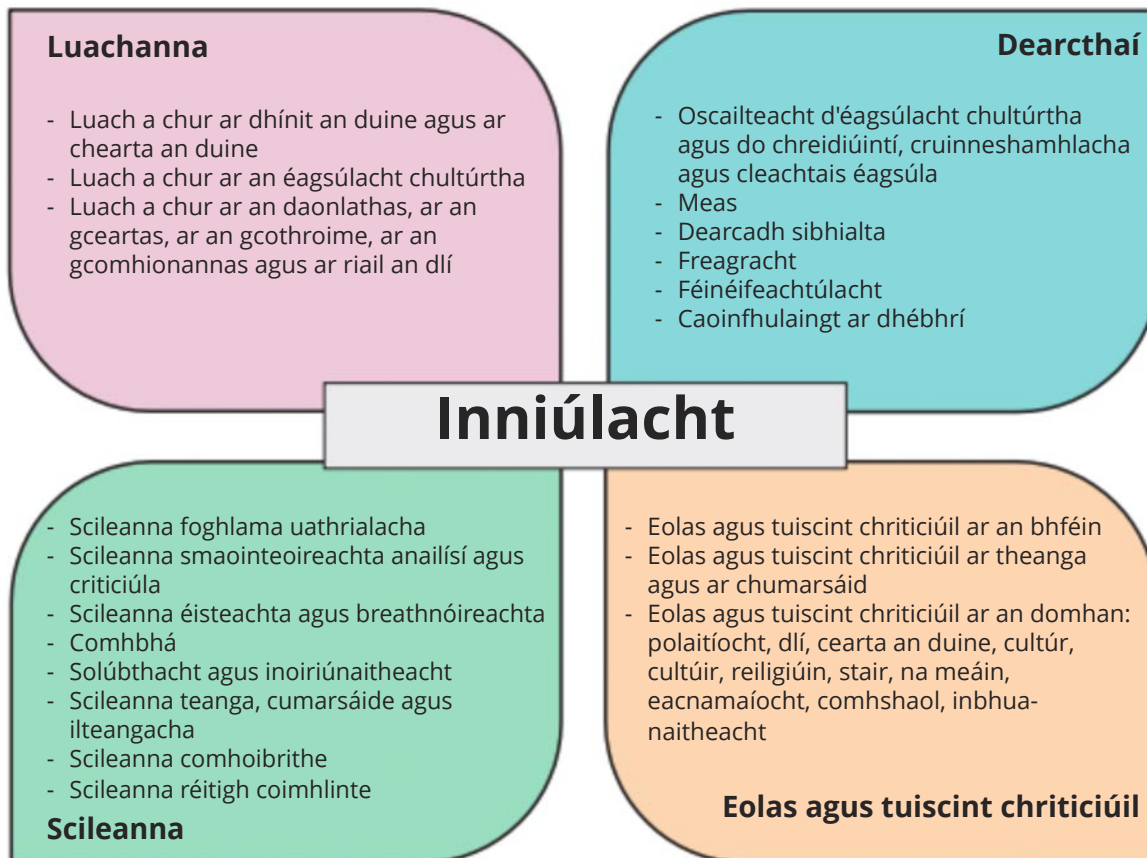 Luachanna
- Luach a chur ar dhínit an duine agus ar
chearta an duine
- Luach a chur ar an éagsúlacht chultúrtha
- Luach a chur ar an daonlathas, ar an
gceartas, ar an gcothroime, ar an
gcomhionannas agus ar riail an dlí
Dearcthaí
- Oscailteacht d'éagsúlacht chultúrtha
agus do chreidiúintí, cruinneshamhlacha
agus cleachtais éagsúla
- Meas
- Dearcadh sibhialta
- Freagracht
- Féinéifeachtúlacht
- Caoinfhulaingt ar dhébhrí
Inniúlacht
- Scileanna foghlama uathrialacha
- Scileanna smaointeoireachta anailísí agus
criticiúla
- Scileanna éisteachta agus breathnóireachta
- Comhbhá
- Solúbthacht agus inoiriúnaitheacht
- Scileanna teanga, cumarsáide agus
ilteangacha
- Scileanna comhoibrithe
- Scileanna réitigh coimhlinte
Scileanna
- Eolas agus tuiscint chriticiúil ar an bhféin
- Eolas agus tuiscint chriticiúil ar theanga
agus ar chumarsáid
- Eolas agus tuiscint chriticiúil ar an domhan:
polaitíocht, dlí, cearta an duine, cultúr,
cultúir, reiligiúin, stair, na meáin,
eacnamaíocht, comhshaol, inbhua-
naitheacht
Eolas agus tuiscint chriticiúil